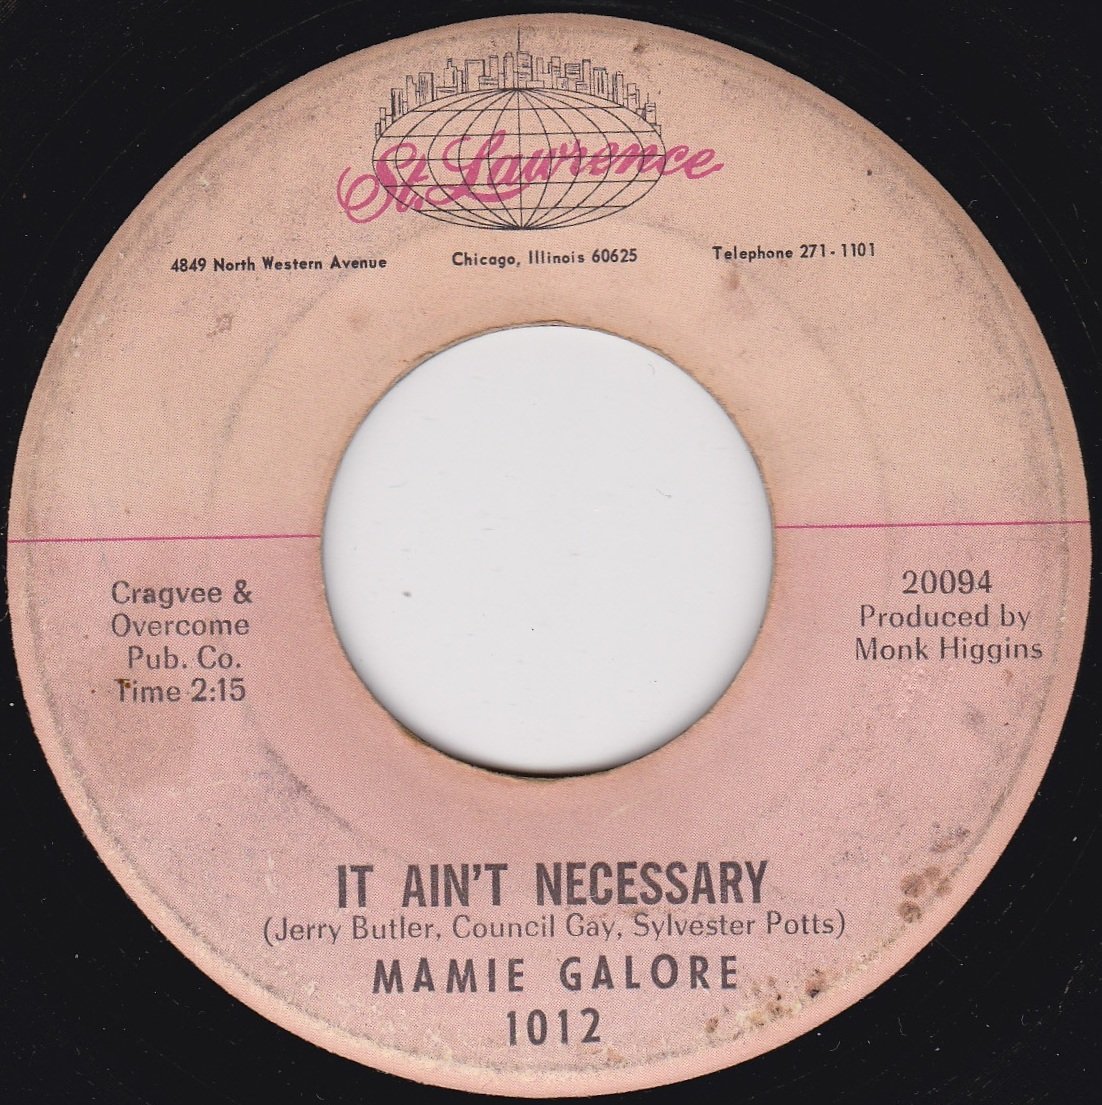 St. Lawrence
4849 North Western Avenue
Chicago, Illinois 60625
Telephone 271-1101
Cragvee &
Overcome
Pub. Co.
Time 2:15
20094
Produced by
Monk Higgins
IT AIN'T NECESSARY
(Jerry Butler, Council Gay, Sylvester Potts)
MAMIE GALORE
1012